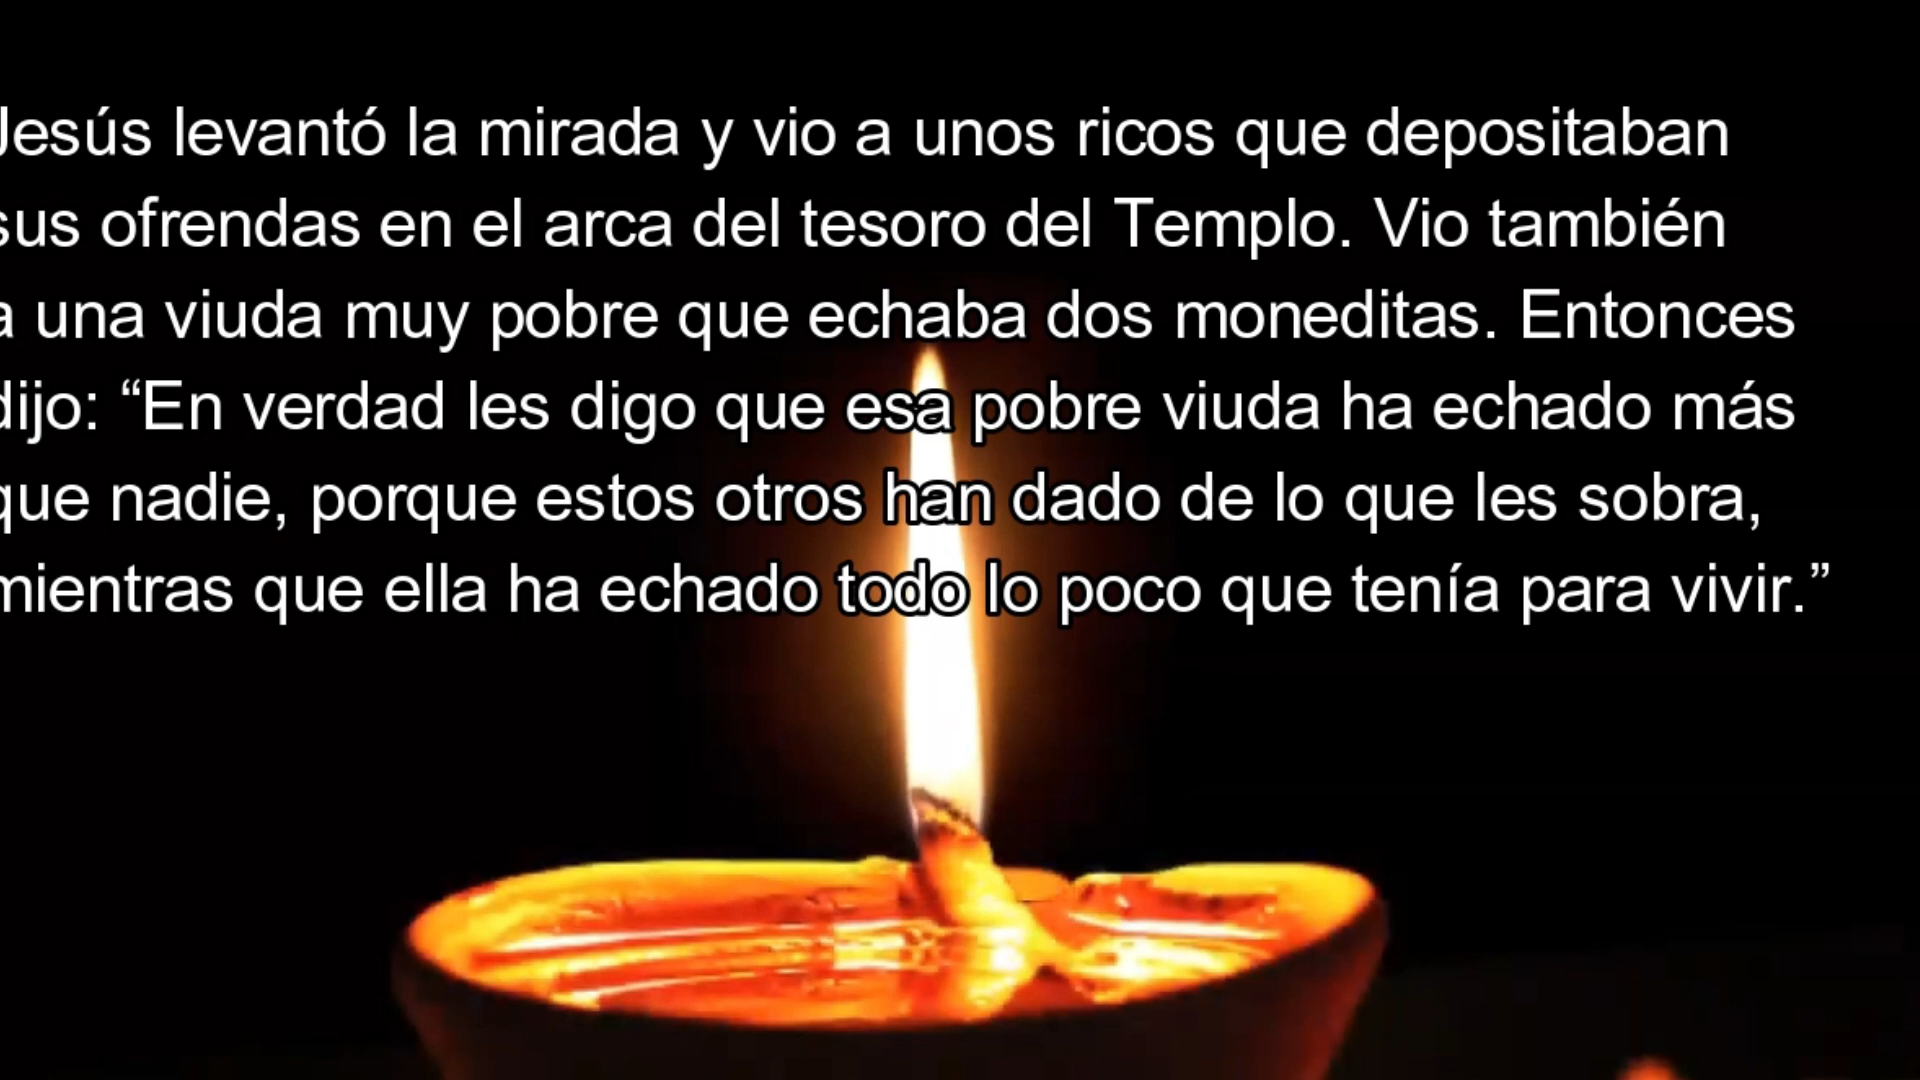 Jesús levantó la mirada y vio a unos ricos que depositaban
sus ofrendas en el arca del tesoro del Templo. Vio también
a una viuda muy pobre que echaba dos moneditas. Entonces
dijo: “En verdad les digo que esa pobre viuda ha echado más
que nadie, porque estos otros han dado de lo que les sobra,
mientras que ella ha echado todo lo poco que tenía para vivir.”